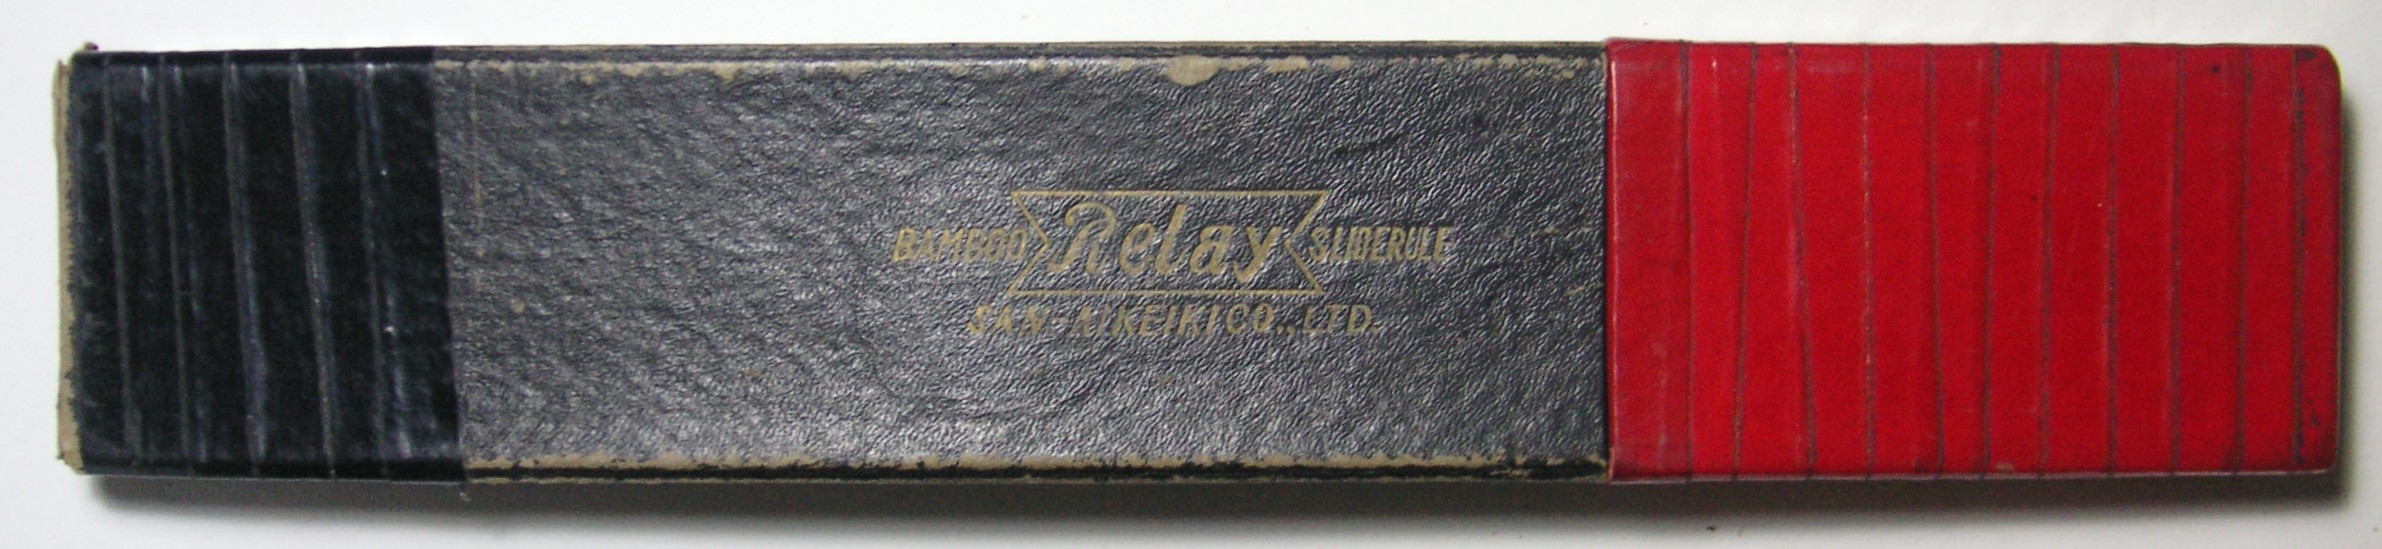 BAMBOO Relay SLIDERULE
SAN-AIKEIKI CO., LTD.